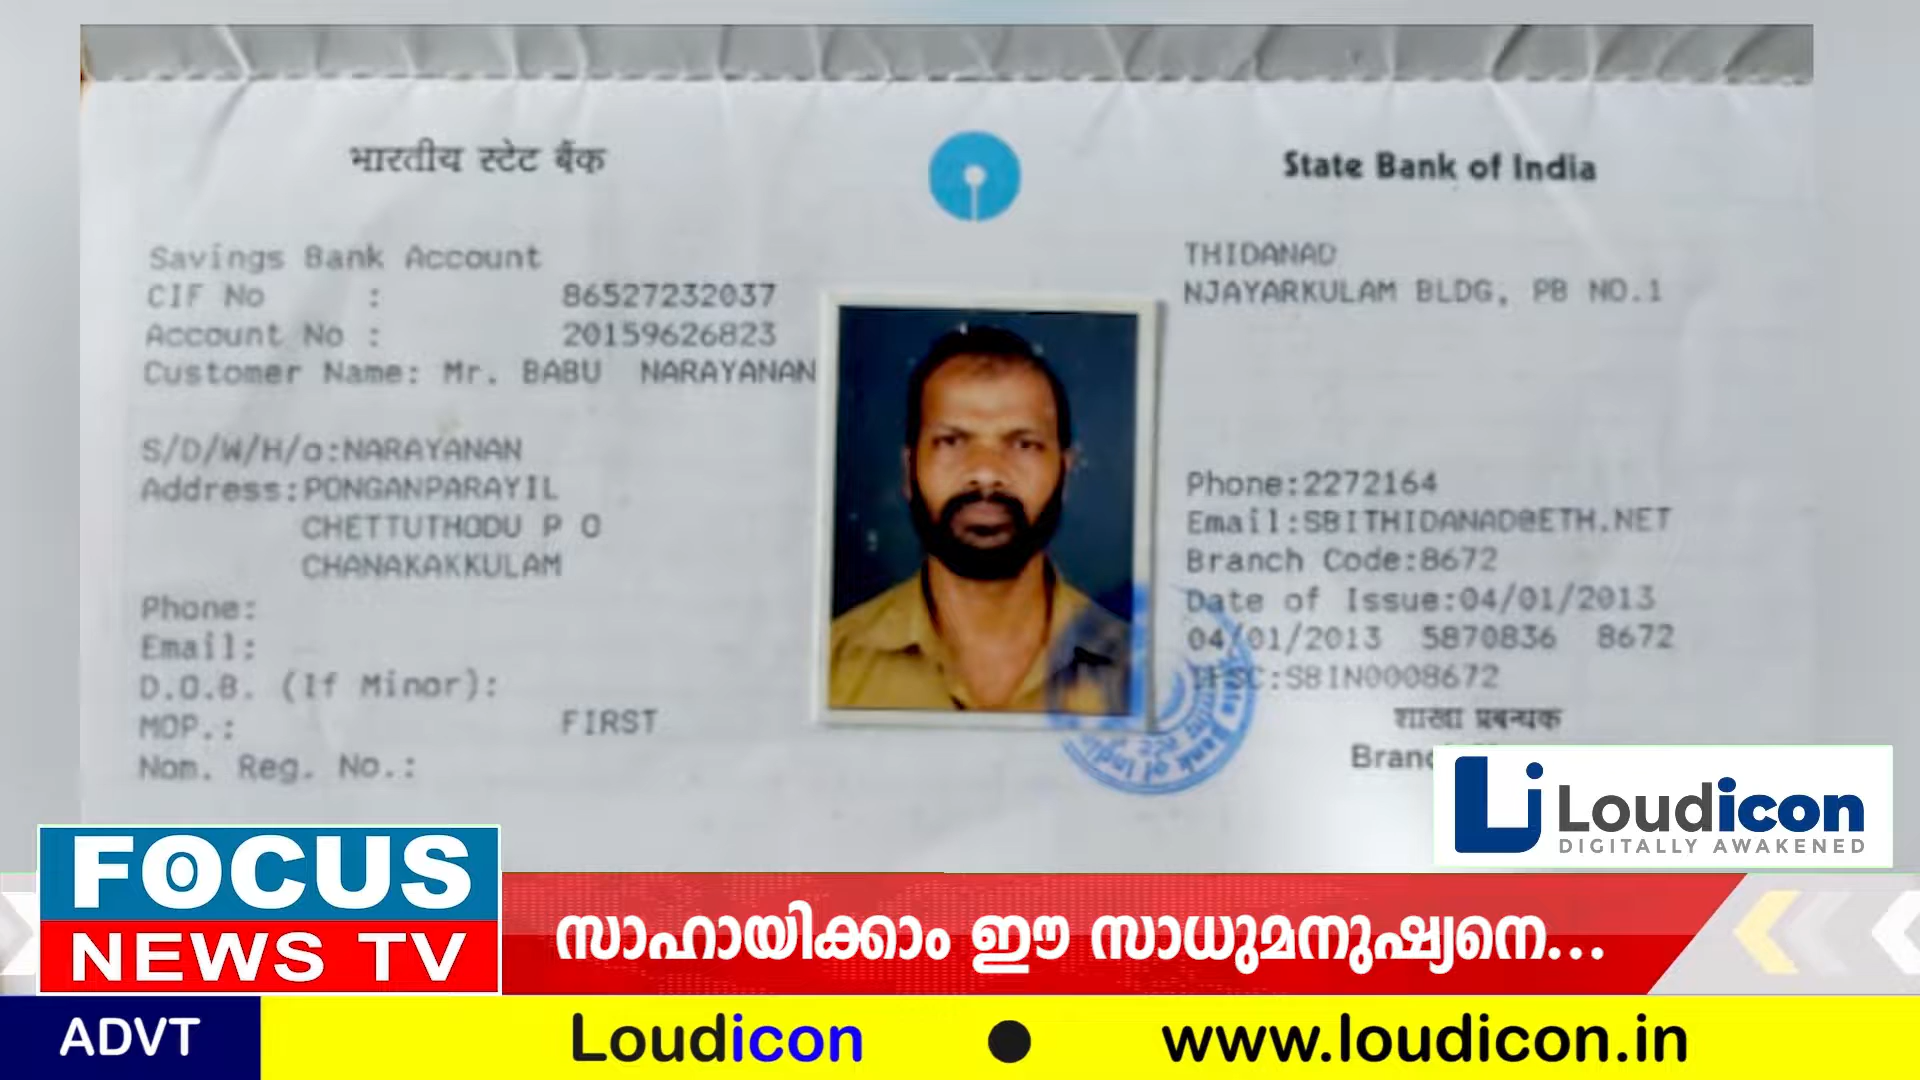 भारतीय स्टेट बैंक
State Bank of India
Savings Bank Account
CIF No : 86527232037
Account No : 20159626823
Customer Name: Mr. BABU NARAYANAN
S/D/W/H/o:NARAYANAN
Address:PONGANPARAYIL
CHETTUTHODU P O
CHANAKAKKULAM
Phone:
Email:
D.O.B. (If Minor):
MOP.: FIRST
Nom. Reg. No.:
THIDANAD
NJAYARKULAM BLDG, PB NO.1
Phone:2272164
Email:SBITHIDANAD@ETH.NET
Branch Code:8672
Date of Issue:04/01/2013
04/01/2013 5870836 8672
IFSC:SBIN0008672
शाखा प्रबन्धक
Loudicon
DIGITALLY AWAKENED
FOCUS
NEWS TV
സാഹായിക്കാം ഈ സാധുമനുഷ്യനെ...
ADVT Loudicon ● www.loudicon.in